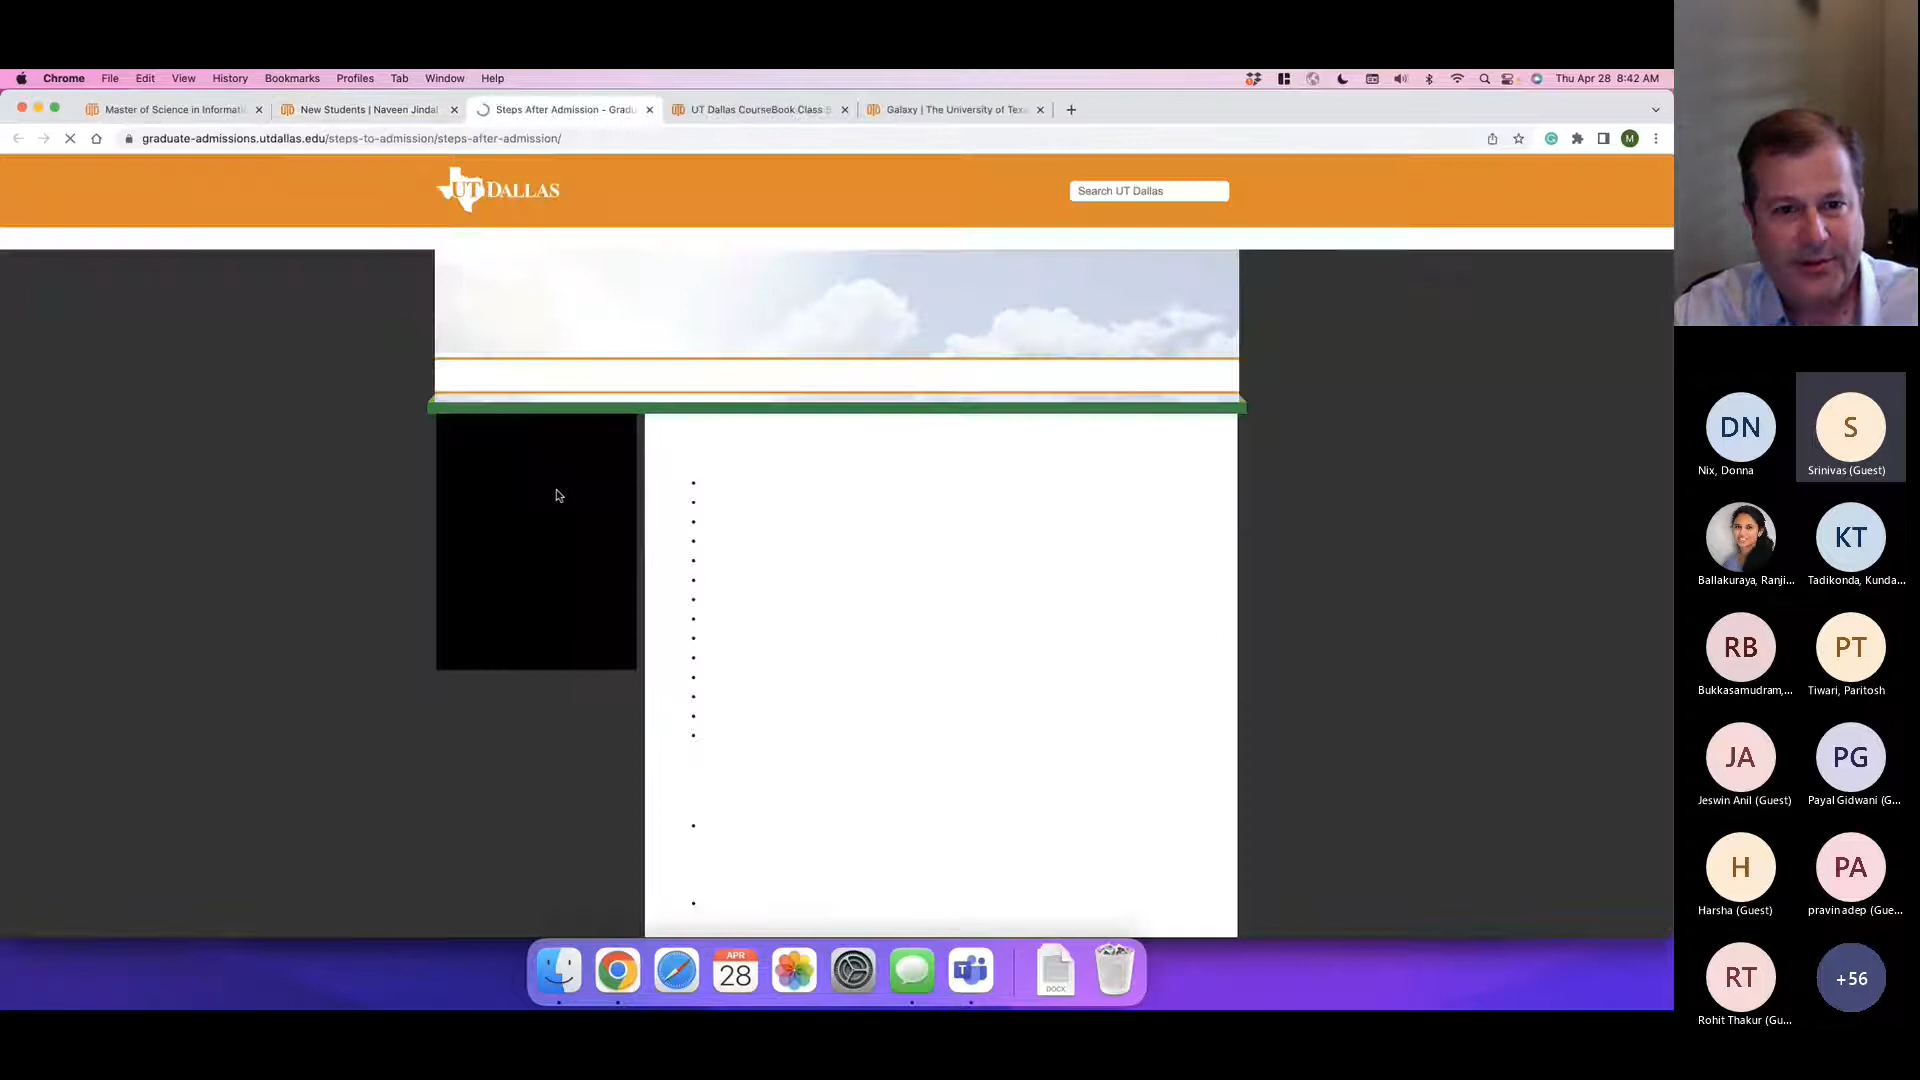 Chrome File Edit View History Bookmarks Profiles Tab Window Help Thu Apr 28 8:42 AM
Master of Science in Informati New Students | Naveen Jindal Steps After Admission - Gradu UT Dallas CourseBook Class S Galaxy | The University of Texa
graduate-admissions.utdallas.edu/steps-to-admission/steps-after-admission/ M
UT DALLAS Search UT Dallas
DN S
Nix, Donna Srinivas (Guest)
KT
Ballakuraya, Ranji... Tadikonda, Kunda...
RB PT
Bukkasamudram,... Tiwari, Paritosh
JA PG
Jeswin Anil (Guest) Payal Gidwani (G...
H PA
Harsha (Guest) pravin adep (Gue...
RT +56
Rohit Thakur (Gu...
APR
28
T
DOCX